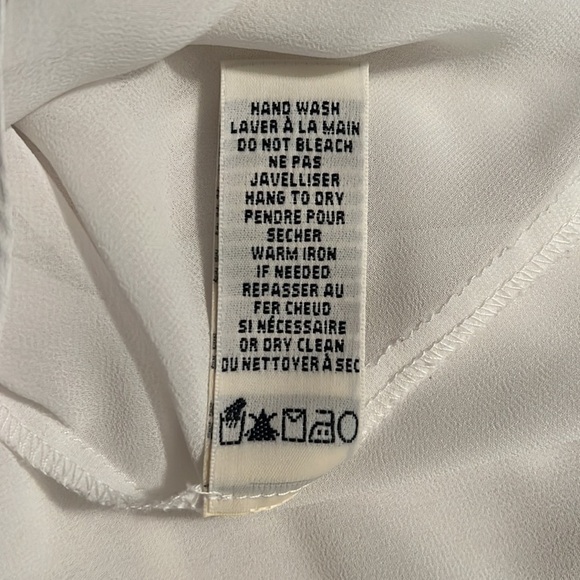 HAND WASH
LAVER À LA MAIN
DO NOT BLEACH
NE PAS
JAVELLISER
HANG TO DRY
PENDRE POUR
SECHER
WARM IRON
IF NEEDED
REPASSER AU
FER CHEUD
SI NÉCESSAIRE
OR DRY CLEAN
OU NETTOYER À SEC